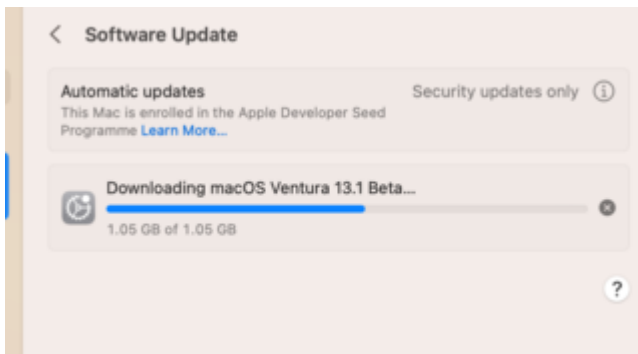 Software Update
Automatic updates
Security updates only
This Mac is enrolled in the Apple Developer Seed
Programme Learn More...
Downloading macOS Ventura 13.1 Beta...
1.05 GB of 1.05 GB
?